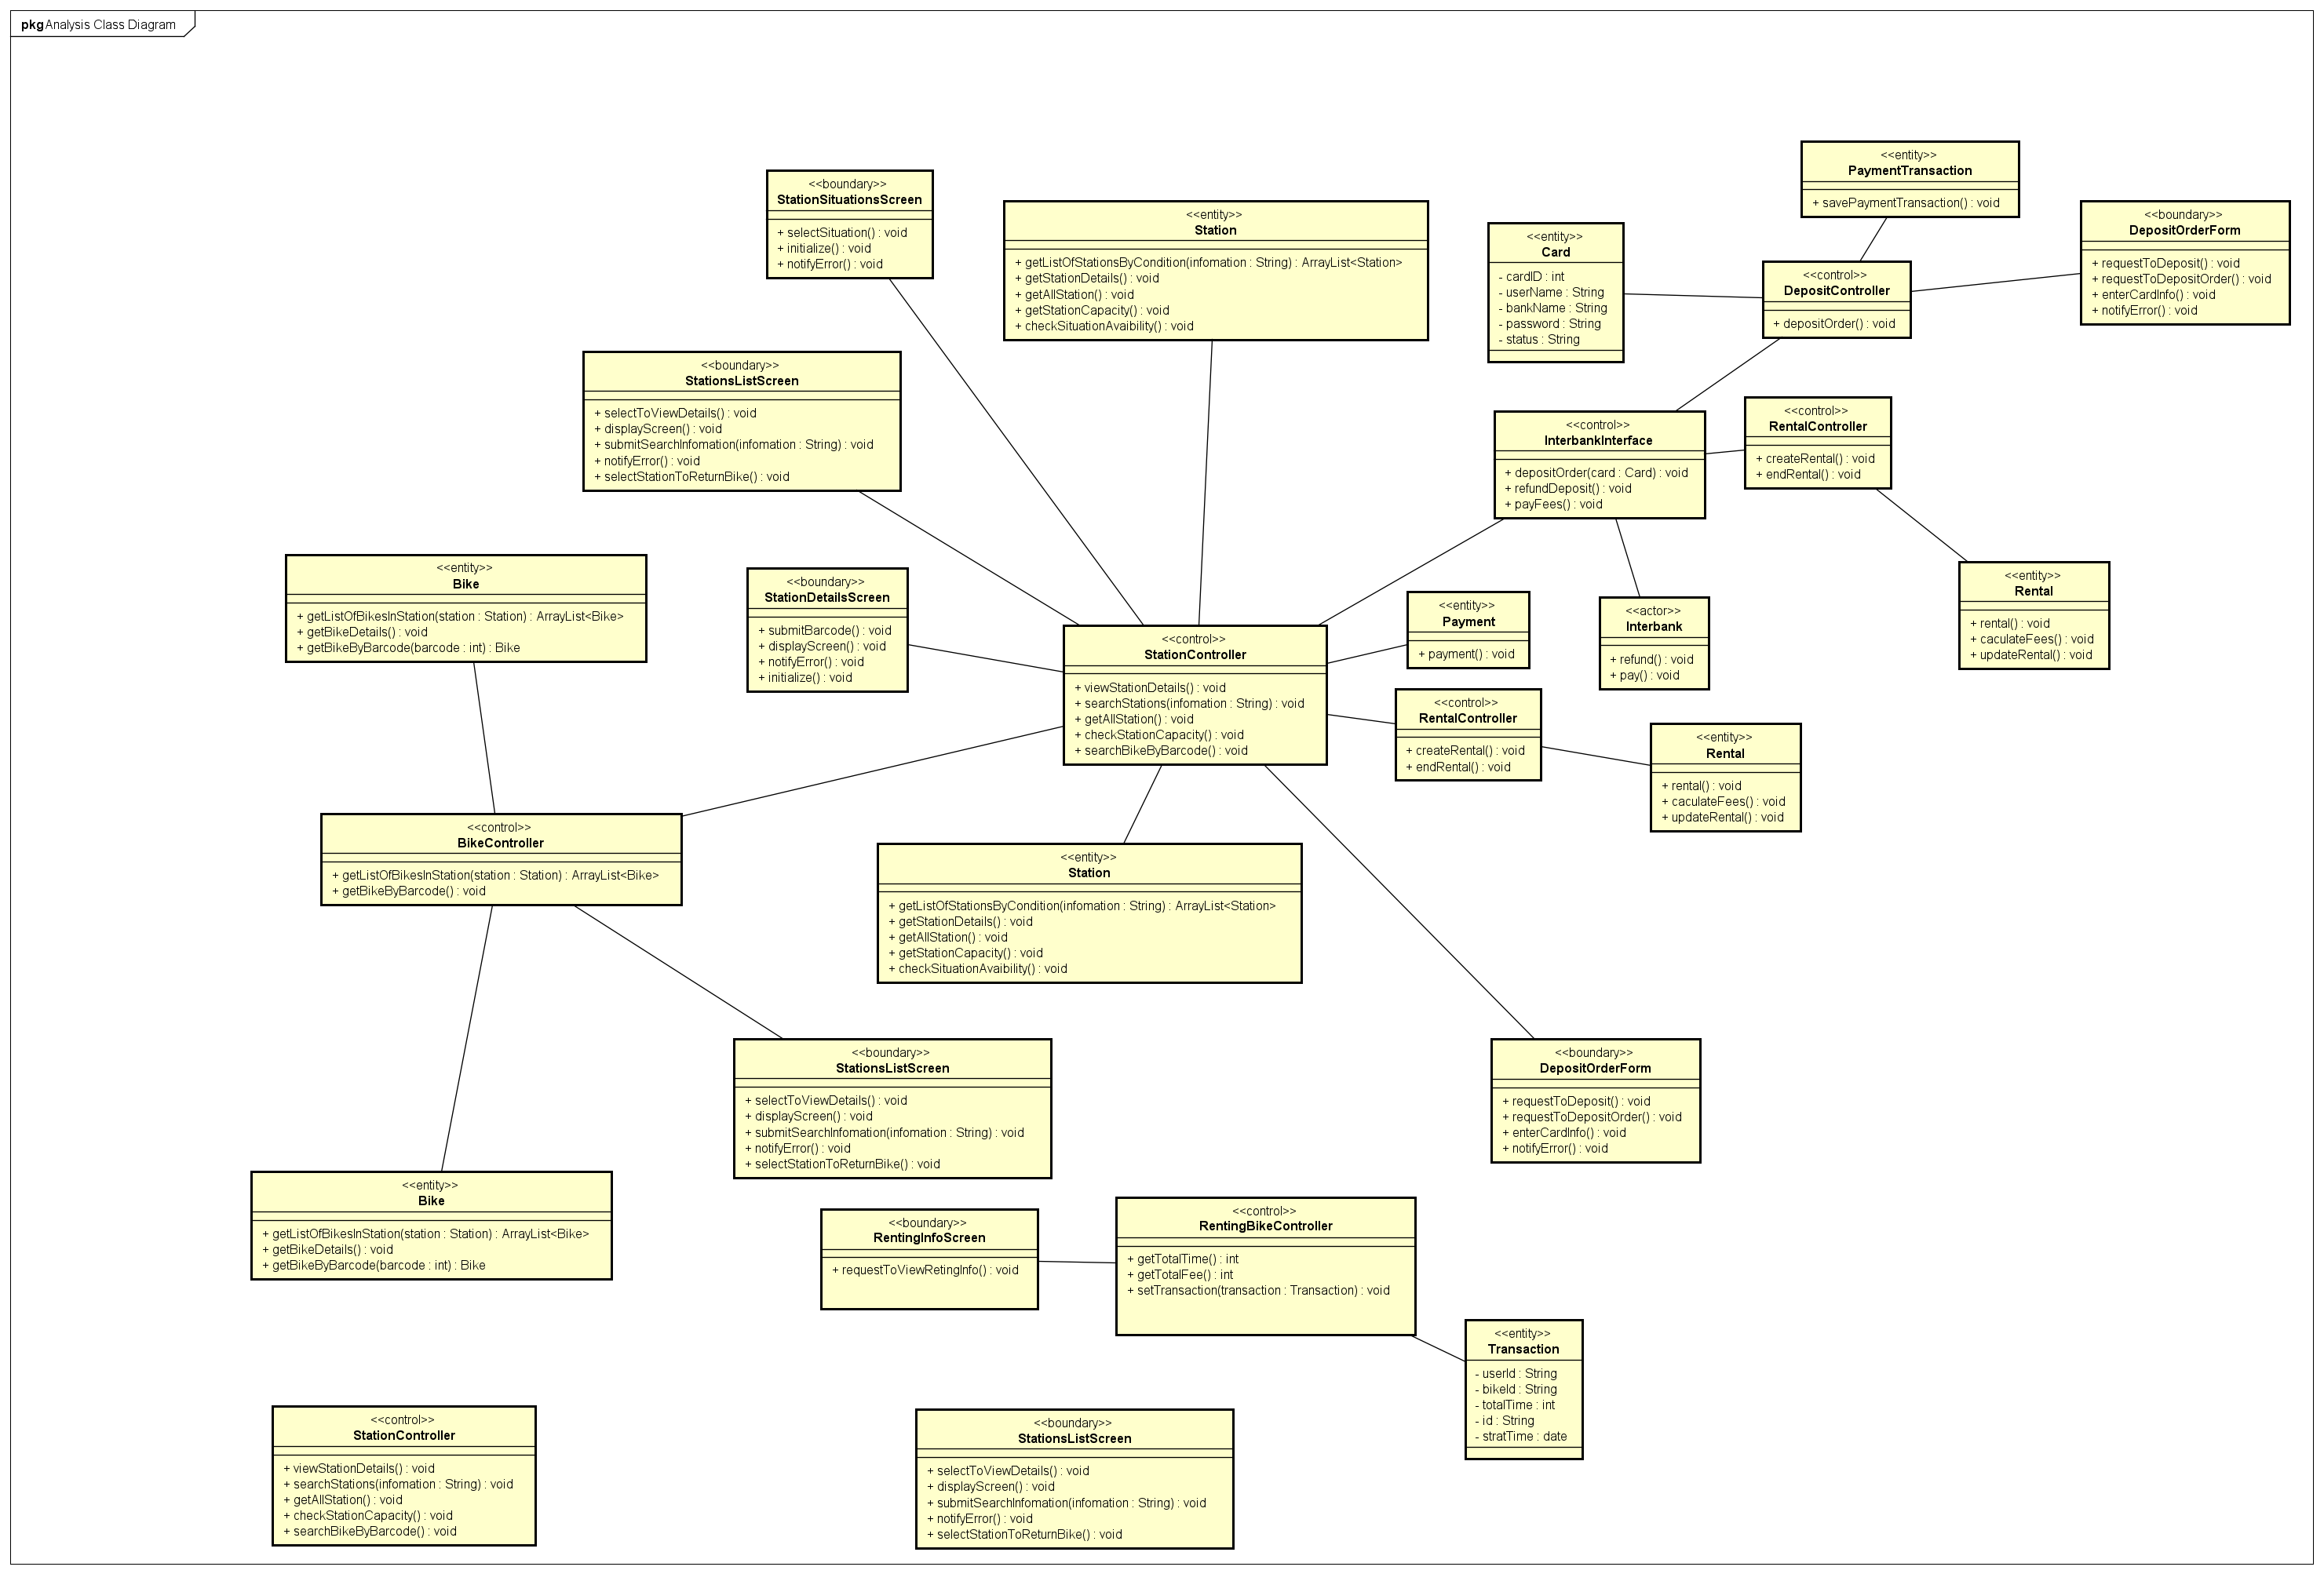 pkg Analysis Class Diagram
<<entity>>
PaymentTransaction
+ savePaymentTransaction() : void
<<boundary>>
StationSituationsScreen
+ selectSituation() : void
+ initialize() : void
+ notifyError() : void
<<entity>>
Station
+ getListOfStationsByCondition(infomation : String) : ArrayList<Station>
+ getStationDetails() : void
+ getAllStation() : void
+ getStationCapacity() : void
+ checkSituationAvaibility() : void
<<entity>>
Card
- cardID : int
- userName : String
- bankName : String
- password : String
- status : String
<<control>>
DepositController
+ depositOrder() : void
<<boundary>>
DepositOrderForm
+ requestToDeposit() : void
+ requestToDepositOrder() : void
+ enterCardInfo() : void
+ notifyError() : void
<<boundary>>
StationsListScreen
+ selectToViewDetails() : void
+ displayScreen() : void
+ submitSearchInfomation(infomation : String) : void
+ notifyError() : void
+ selectStationToReturnBike() : void
<<control>>
InterbankInterface
+ depositOrder(card : Card) : void
+ refundDeposit() : void
+ payFees() : void
<<control>>
RentalController
+ createRental() : void
+ endRental() : void
<<entity>>
Bike
+ getListOfBikesInStation(station : Station) : ArrayList<Bike>
+ getBikeDetails() : void
+ getBikeByBarcode(barcode : int) : Bike
<<boundary>>
StationDetailsScreen
+ submitBarcode() : void
+ displayScreen() : void
+ notifyError() : void
+ initialize() : void
<<control>>
StationController
+ viewStationDetails() : void
+ searchStations(infomation : String) : void
+ getAllStation() : void
+ checkStationCapacity() : void
+ searchBikeByBarcode() : void
<<entity>>
Payment
+ payment() : void
<<actor>>
Interbank
+ refund() : void
+ pay() : void
<<entity>>
Rental
+ rental() : void
+ caculateFees() : void
+ updateRental() : void
<<control>>
RentalController
+ createRental() : void
+ endRental() : void
<<entity>>
Rental
+ rental() : void
+ caculateFees() : void
+ updateRental() : void
<<control>>
BikeController
+ getListOfBikesInStation(station : Station) : ArrayList<Bike>
+ getBikeByBarcode() : void
<<entity>>
Station
+ getListOfStationsByCondition(infomation : String) : ArrayList<Station>
+ getStationDetails() : void
+ getAllStation() : void
+ getStationCapacity() : void
+ checkSituationAvaibility() : void
<<boundary>>
StationsListScreen
+ selectToViewDetails() : void
+ displayScreen() : void
+ submitSearchInfomation(infomation : String) : void
+ notifyError() : void
+ selectStationToReturnBike() : void
<<boundary>>
DepositOrderForm
+ requestToDeposit() : void
+ requestToDepositOrder() : void
+ enterCardInfo() : void
+ notifyError() : void
<<entity>>
Bike
+ getListOfBikesInStation(station : Station) : ArrayList<Bike>
+ getBikeDetails() : void
+ getBikeByBarcode(barcode : int) : Bike
<<boundary>>
RentingInfoScreen
+ requestToViewRetingInfo() : void
<<control>>
RentingBikeController
+ getTotalTime() : int
+ getTotalFee() : int
+ setTransaction(transaction : Transaction) : void
<<entity>>
Transaction
- userId : String
- bikeId : String
- totalTime : int
- id : String
- stratTime : date
<<control>>
StationController
+ viewStationDetails() : void
+ searchStations(infomation : String) : void
+ getAllStation() : void
+ checkStationCapacity() : void
+ searchBikeByBarcode() : void
<<boundary>>
StationsListScreen
+ selectToViewDetails() : void
+ displayScreen() : void
+ submitSearchInfomation(infomation : String) : void
+ notifyError() : void
+ selectStationToReturnBike() : void